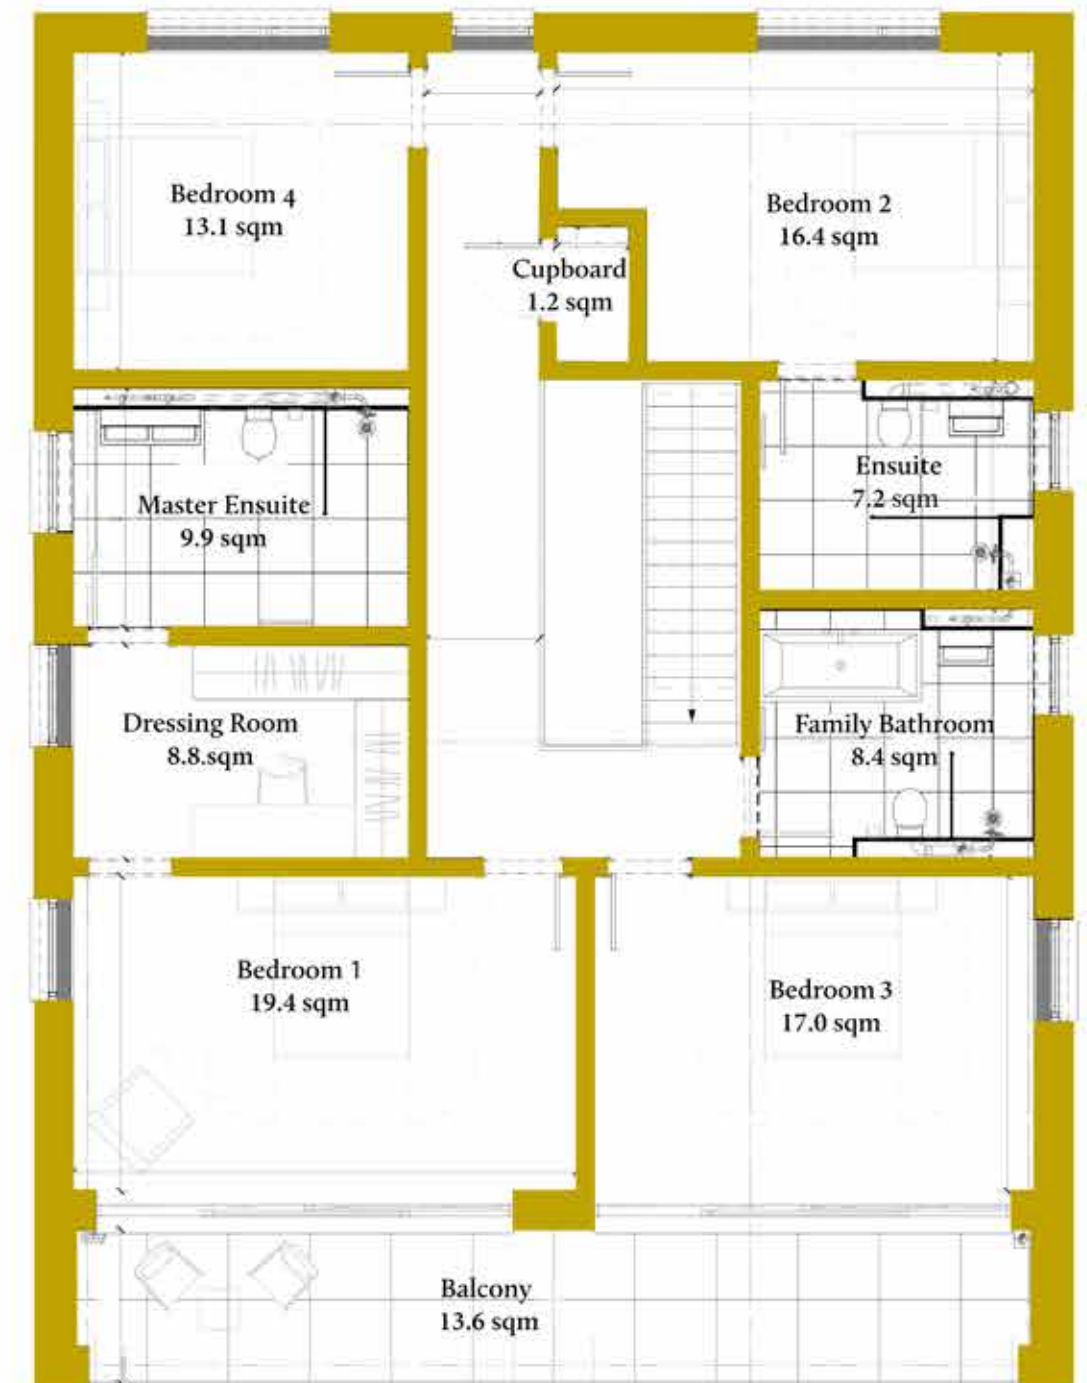 Bedroom 4
13.1 sqm
Bedroom 2
16.4 sqm
Cupboard
1.2 sqm
Ensuite
7.2 sqm
Master Ensuite
9.9 sqm
Dressing Room
8.8.sqm
Family Bathroom
8.4 sqm
Bedroom 1
19.4 sqm
Bedroom 3
17.0 sqm
Balcony
13.6 sqm